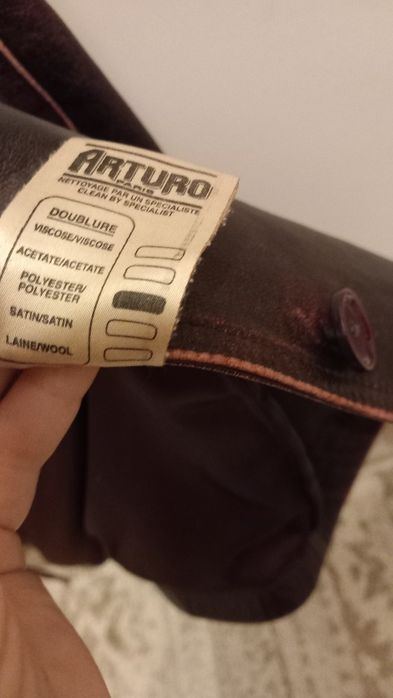 ARTURO
PARIS
NETTOYAGE PAR UN SPECIALISTE
CLEAN BY SPECIALIST
DOUBLURE
VISCOSE/VISCOSE
ACETATE/ACETATE
POLYESTER/
POLYESTER
SATIN/SATIN
LAINE/WOOL